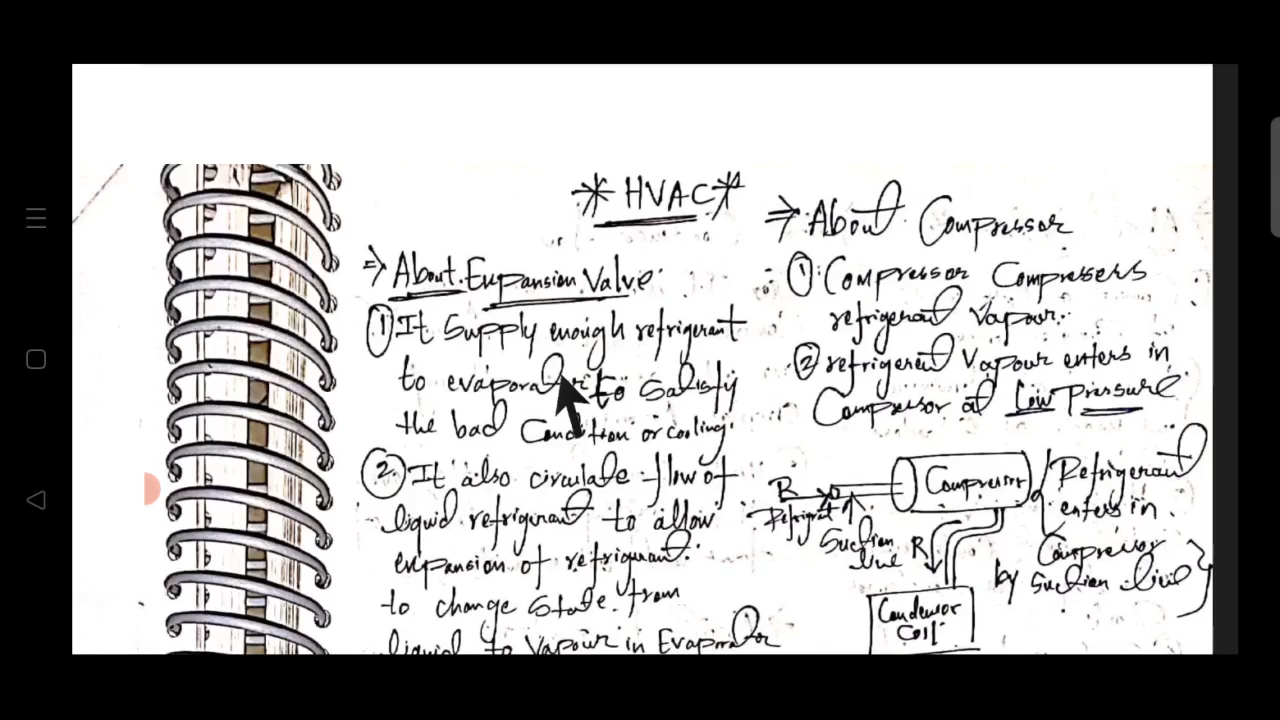 * HVAC *
⇒ About Expansion Valve:
① It Supply enough refrigerant
to evaporator to Satisfy
the bad Condition or cooling.
② It also circulate flow of
liquid refrigerant to allow
expansion of refrigerant.
to change State. from
liquid to Vapour in Evaporator
⇒ About Compressor
① Compressor Compressers
refrigerant Vapour.
② refrigerant Vapour enters in
Compressor at Low Pressure
R
Refrigerant
Suction
line
Compressor
R
Condensor
Coil
Refrigerant
enters in
Compressor
by Suction line